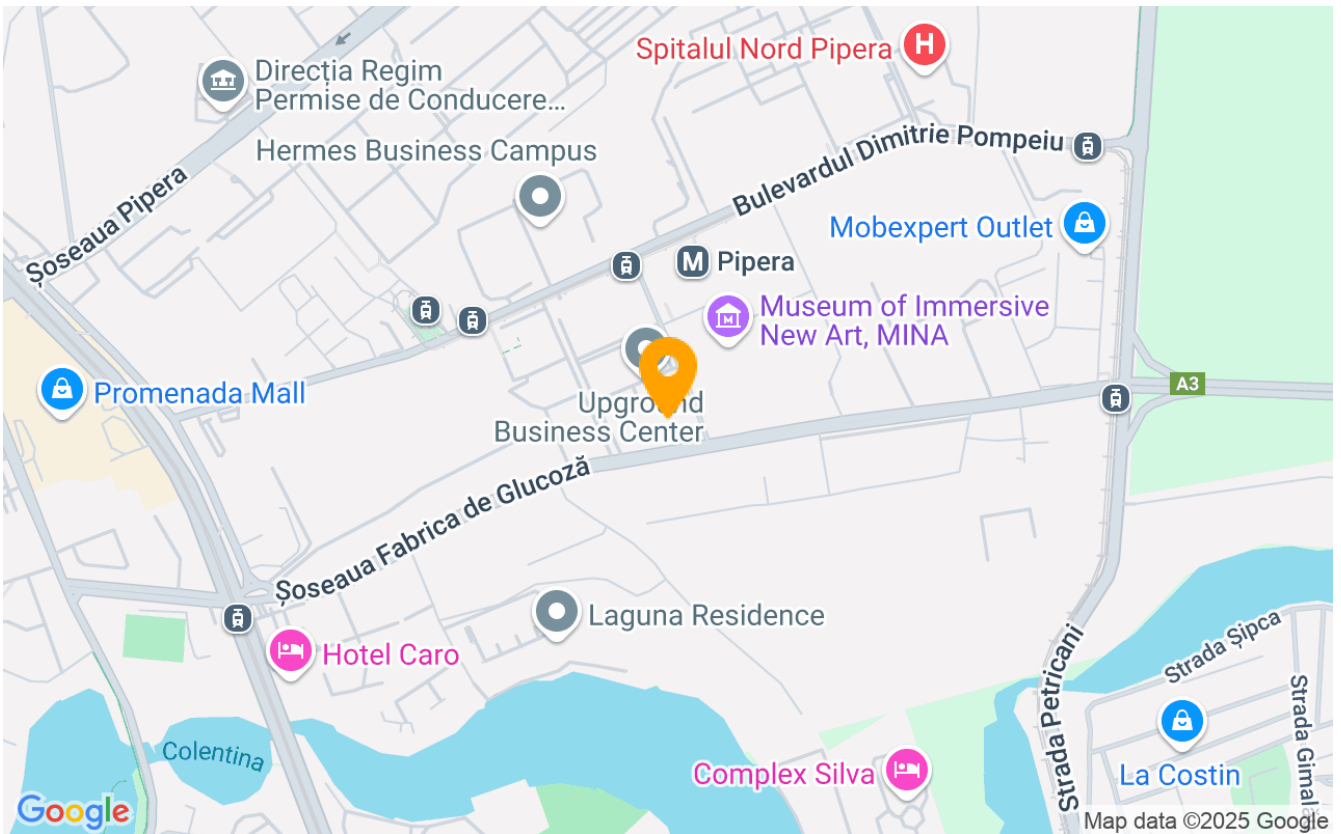 Spitalul Nord Pipera
H
Direcția Regim
Permise de Conducere...
Hermes Business Campus
Bulevardul Dimitrie Pompeiu
Șoseaua Pipera
Mobexpert Outlet
M Pipera
Museum of Immersive
New Art, MINA
Promenada Mall
A3
Upground
Business Center
Șoseaua Fabrica de Glucoză
Laguna Residence
Hotel Caro
Strada Șipca
Strada Petricani
Colentina
Complex Silva
La Costin
Google
Map data ©2025 Google